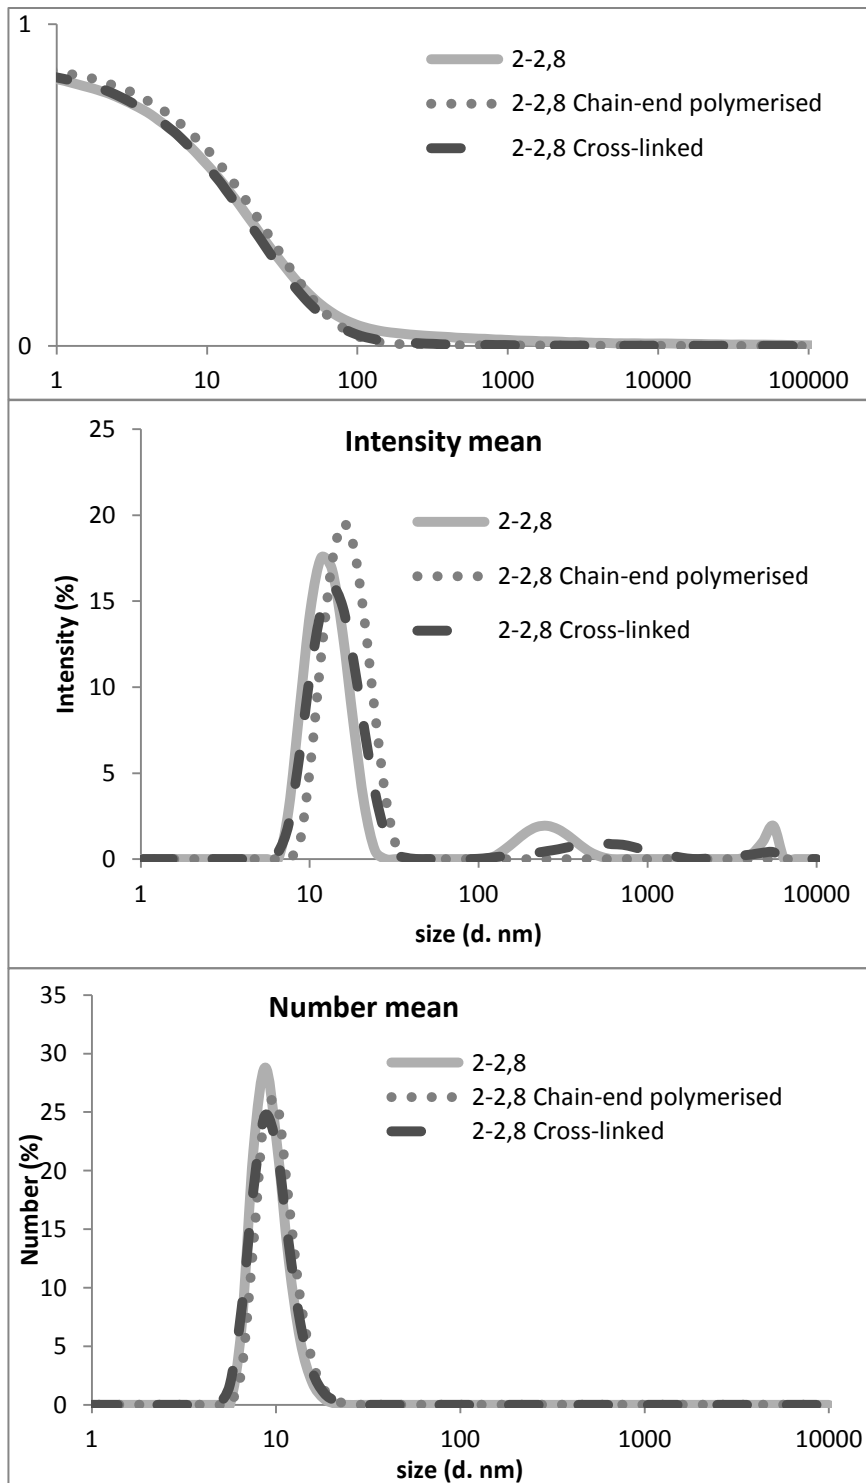 1
2-2,8
2-2,8 Chain-end polymerised
2-2,8 Cross-linked
0
1 10 100 1000 10000 100000
Intensity mean
25
20
15
10
5
0
Intensity (%)
2-2,8
2-2,8 Chain-end polymerised
2-2,8 Cross-linked
1 10 100 1000 10000
size (d. nm)
Number mean
35
30
25
20
15
10
5
0
Number (%)
2-2,8
2-2,8 Chain-end polymerised
2-2,8 Cross-linked
1 10 100 1000 10000
size (d. nm)